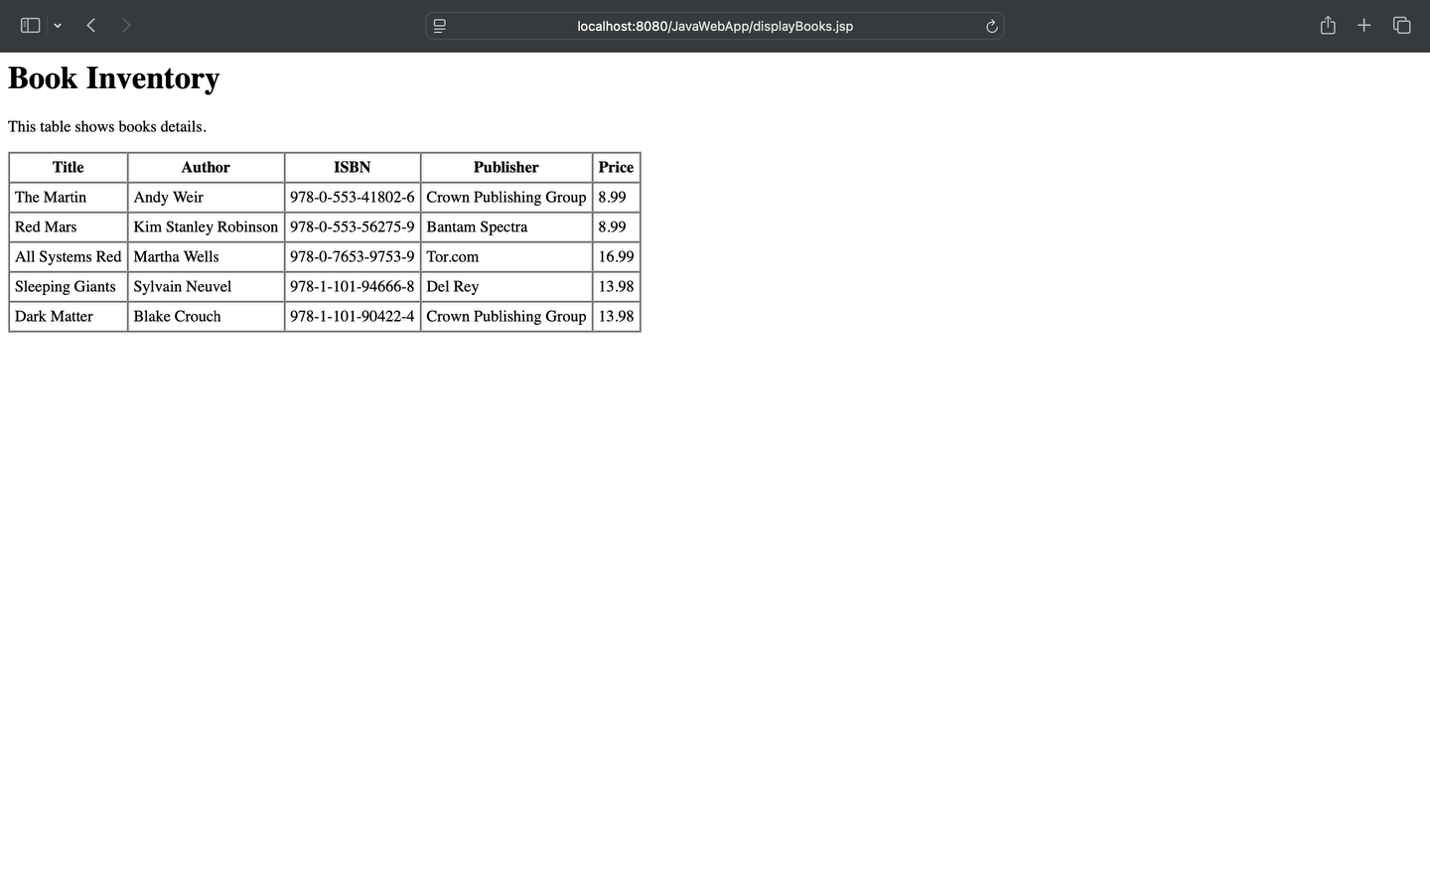 localhost:8080/JavaWebApp/displayBooks.jsp
Book Inventory
This table shows books details.
Title Author ISBN Publisher Price
The Martin Andy Weir 978-0-553-41802-6 Crown Publishing Group 8.99
Red Mars Kim Stanley Robinson 978-0-553-56275-9 Bantam Spectra 8.99
All Systems Red Martha Wells 978-0-7653-9753-9 Tor.com 16.99
Sleeping Giants Sylvain Neuvel 978-1-101-94666-8 Del Rey 13.98
Dark Matter Blake Crouch 978-1-101-90422-4 Crown Publishing Group 13.98